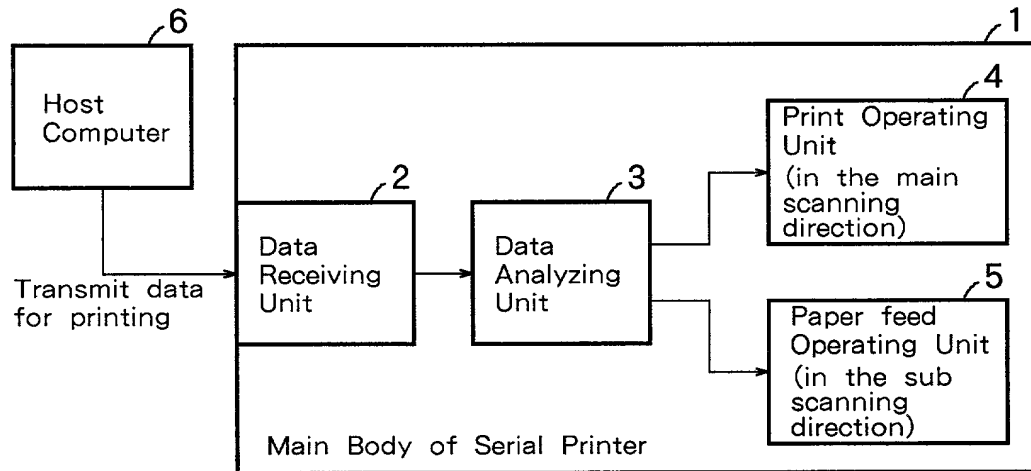 6
Host
Computer
Transmit data
for printing
1
2
Data
Receiving
Unit
3
Data
Analyzing
Unit
4
Print Operating
Unit
(in the main
scanning
direction)
5
Paper feed
Operating Unit
(in the sub
scanning
direction)
Main Body of Serial Printer